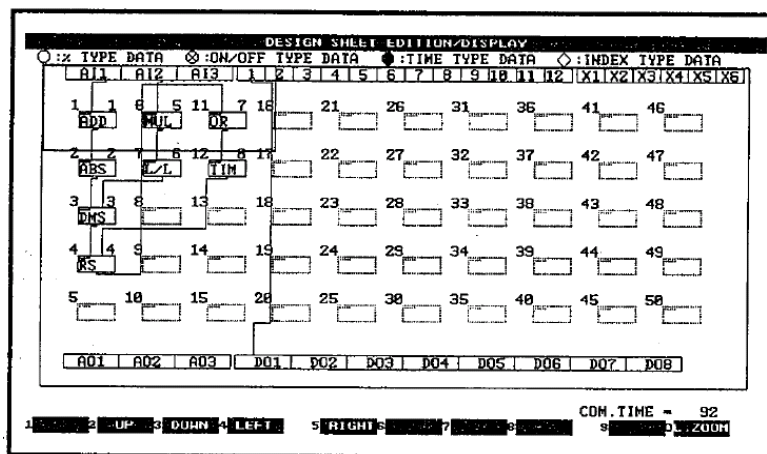 DESIGN SHEET EDITION/DISPLAY
:% TYPE DATA :ON/OFF TYPE DATA :TIME TYPE DATA :INDEX TYPE DATA
AI1 AI2 AI3 1 2 3 4 5 6 7 8 9 10 11 12 X1 X2 X3 X4 X5 X6
1 1 6 5 11 7 16 21 26 31 36 41 46
ADD MUL OR
2 2 7 6 12 8 17 22 27 32 37 42 47
ABS L/L TIM
3 3 8 13 18 23 28 33 38 43 48
DMS
4 4 9 14 19 24 29 34 39 44 49
RS
5 10 15 20 25 30 35 40 45 50
AO1 AO2 AO3 DO1 DO2 DO3 DO4 DO5 DO6 DO7 DO8
COM.TIME = 92
1 2 UP 3 DOWN 4 LEFT 5 RIGHT 6 7 8 9 0 ZOOM